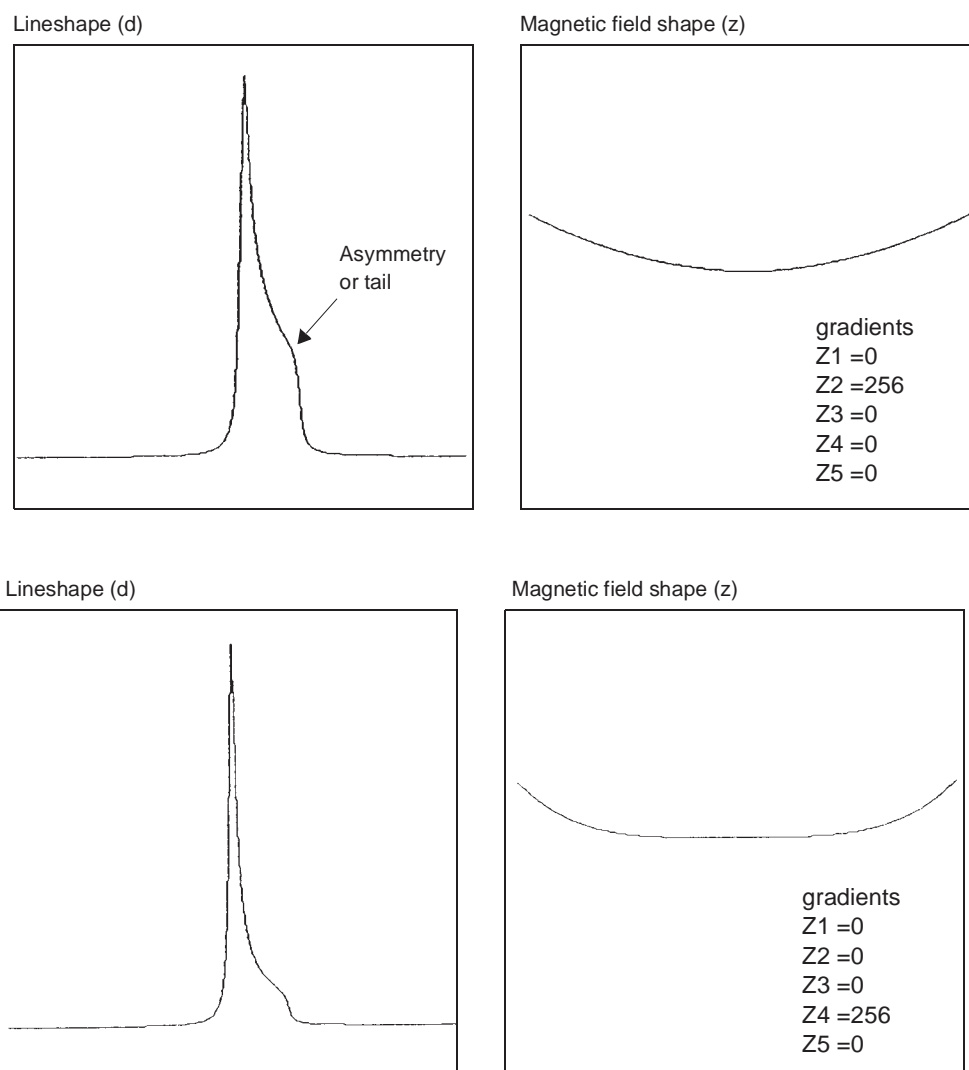 Lineshape (d)
Magnetic field shape (z)
Asymmetry
or tail
gradients
Z1 =0
Z2 =256
Z3 =0
Z4 =0
Z5 =0
Lineshape (d)
Magnetic field shape (z)
gradients
Z1 =0
Z2 =0
Z3 =0
Z4 =256
Z5 =0